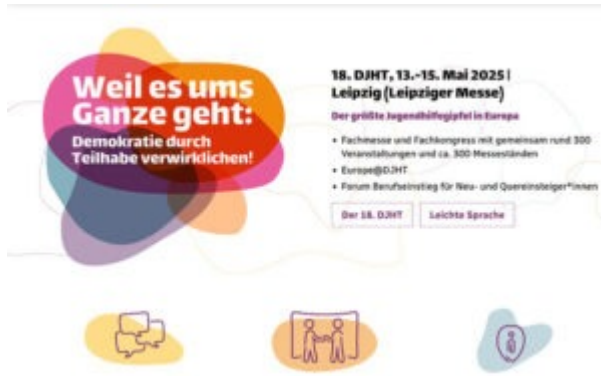 Weil es ums
Ganze geht:
Demokratie durch
Teilhabe verwirklichen!
18. DJHT, 13.-15. Mai 2025 |
Leipzig (Leipziger Messe)
Der größte Jugendhilfegipfel in Europa
• Fachmesse und Fachkongress mit gemeinsam rund 300
Veranstaltungen und ca. 300 Messeständen
• Europe@DJHT
• Forum Berufseinstieg für Neu- und Quereinsteiger*innen
Der 18. DJHT
Leichte Sprache